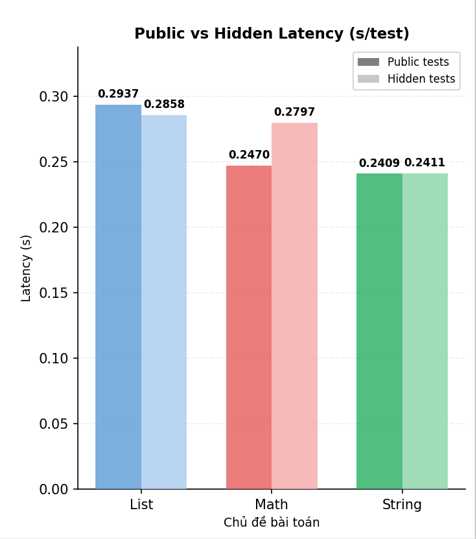 Public vs Hidden Latency (s/test)
Public tests
Hidden tests
0.2937
0.2858
0.2470
0.2797
0.2409
0.2411
Latency (s)
0.30
0.25
0.20
0.15
0.10
0.05
0.00
List
Math
String
Chủ đề bài toán